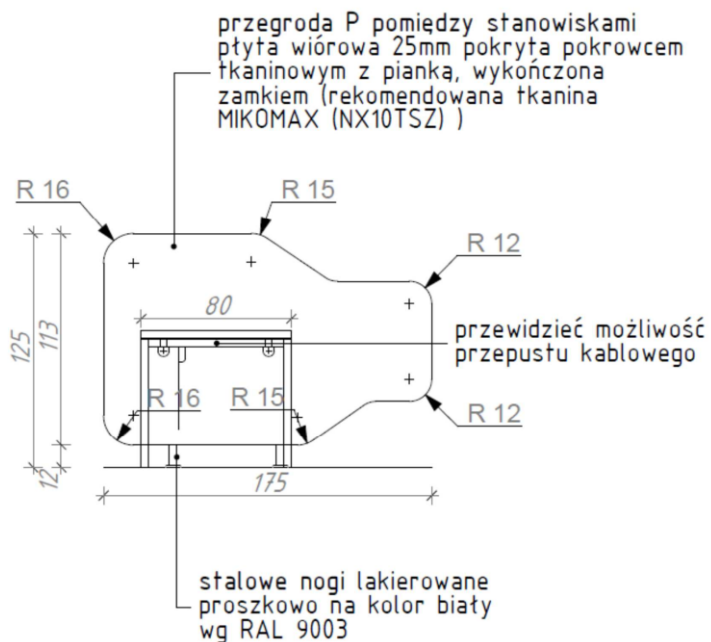 przegroda P pomiędzy stanowiskami
płyta wiórowa 25mm pokryta pokrowcem
tkaninowym z pianką, wykończona
zamkiem (rekomendowana tkanina
MIKOMAX (NX10TSZ) )
R 16
R 15
R 12
80
przewidzieć możliwość
przepustu kablowego
125
113
R 16
R 15
R 12
12
175
stalowe nogi lakierowane
proszkowo na kolor biały
wg RAL 9003